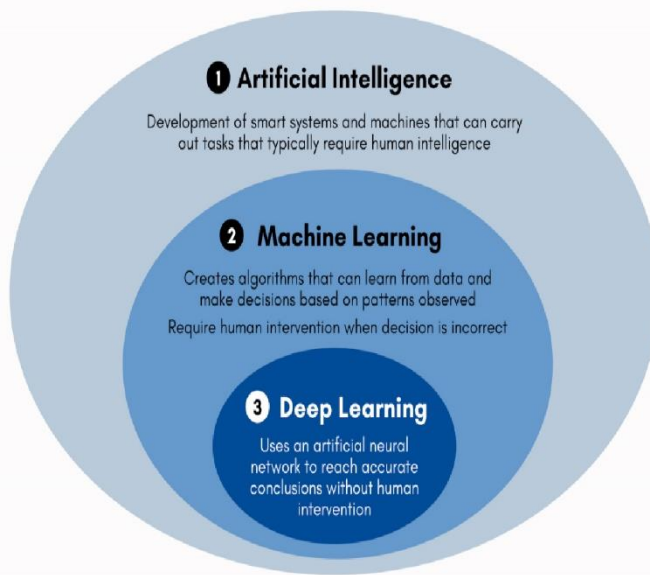 1 Artificial Intelligence
Development of smart systems and machines that can carry
out tasks that typically require human intelligence
2 Machine Learning
Creates algorithms that can learn from data and
make decisions based on patterns observed
Require human intervention when decision is incorrect
3 Deep Learning
Uses an artificial neural
network to reach accurate
conclusions without human
intervention